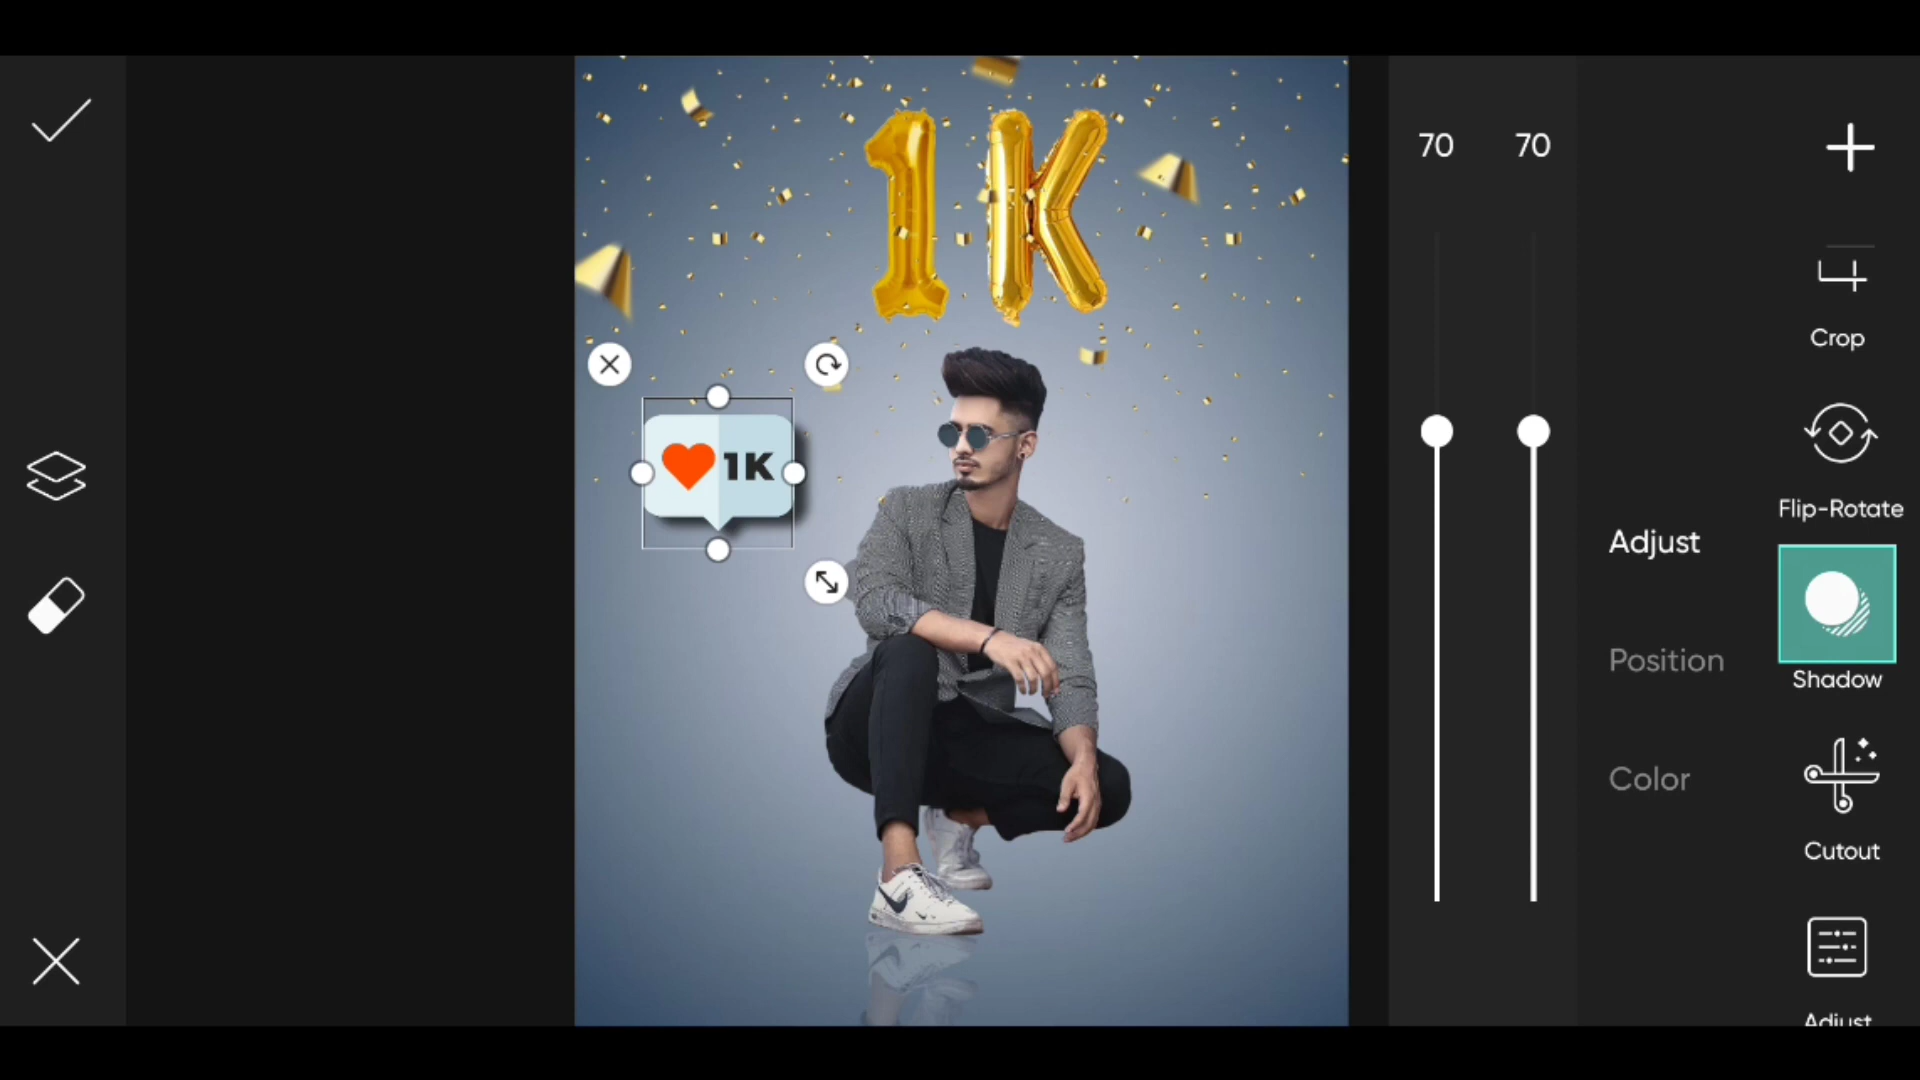 1K
1K
70 70
Crop
Flip-Rotate
Adjust
Position
Shadow
Color
Cutout
Adjust